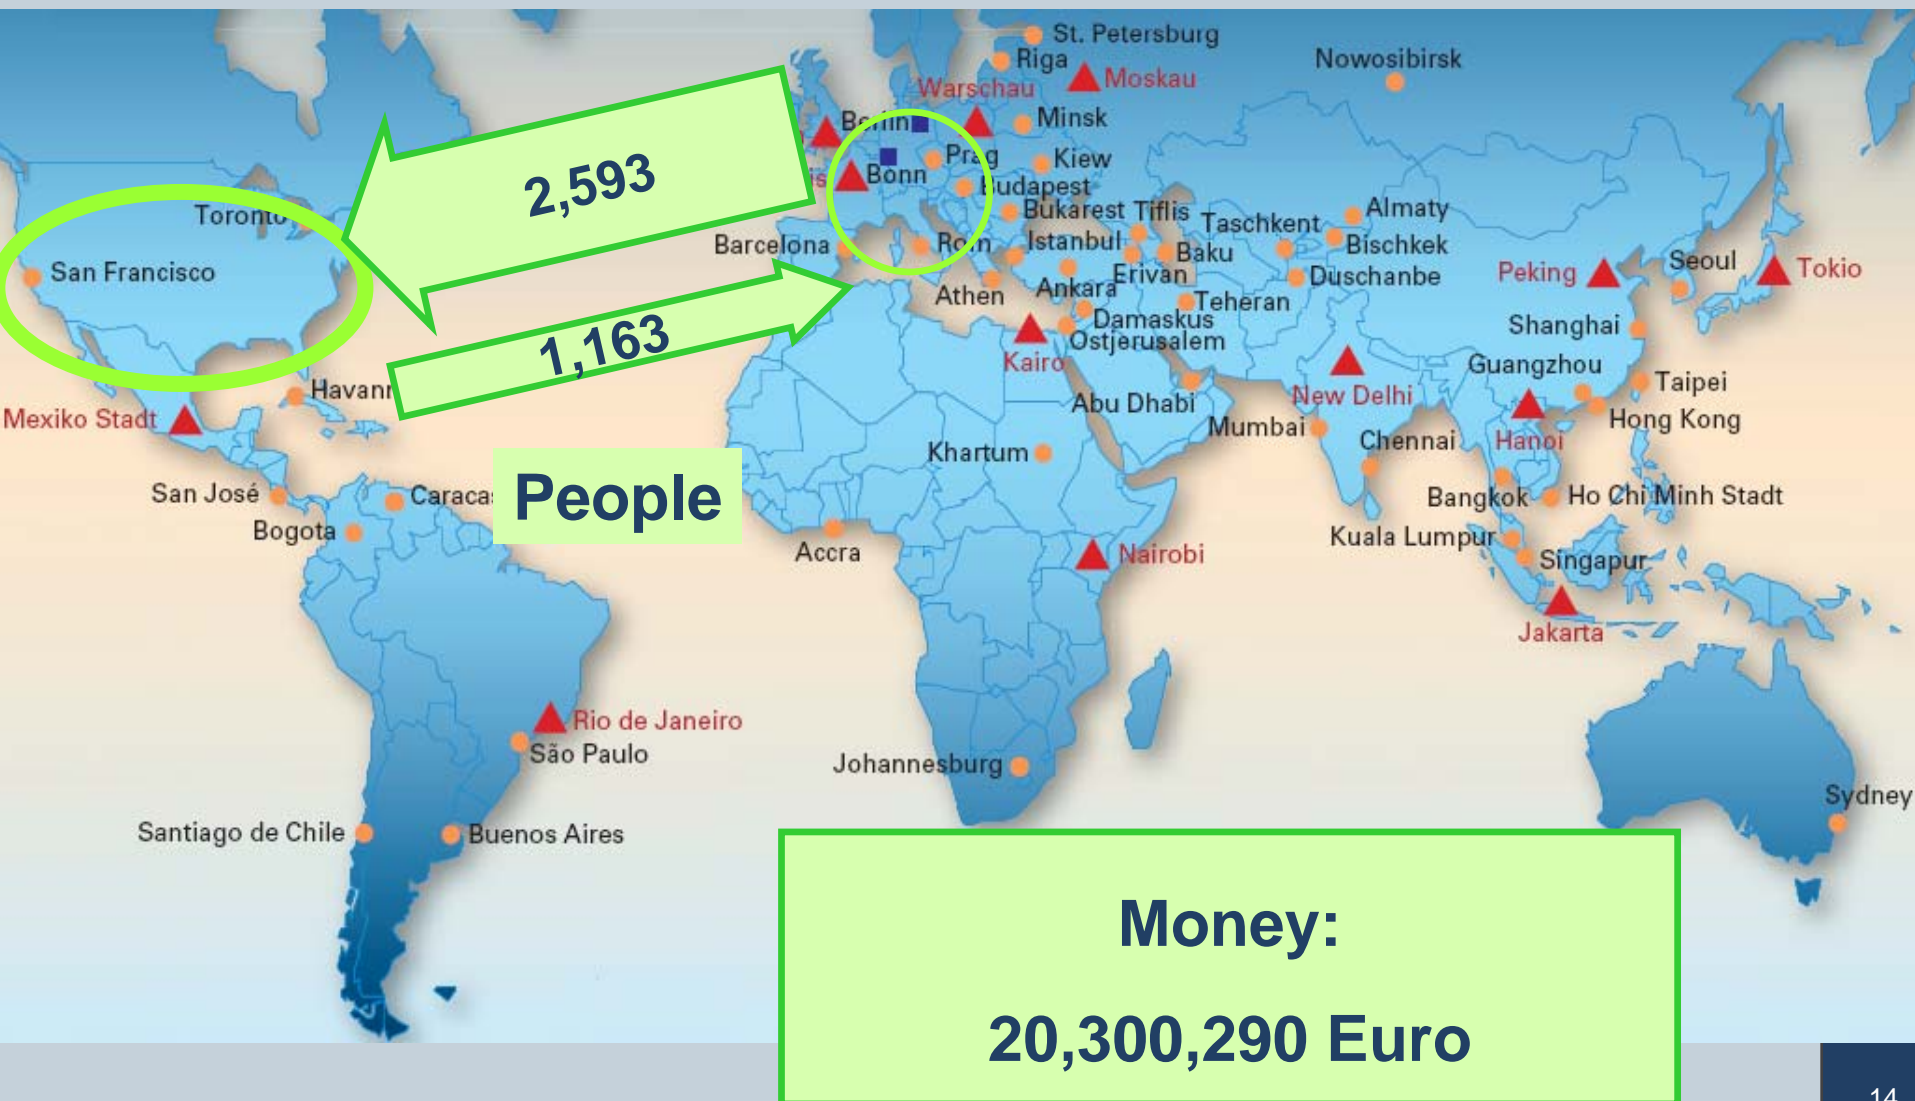 St. Petersburg
Riga
Nowosibirsk
Moskau
Warschau
Berlin
Minsk
2,593
Prag
Kiew
Bonn
Budapest
Toronto
Bukarest
Tiflis
Taschkent
Almaty
Barcelona
Rom
Istanbul
Baku
Bischkek
San Francisco
Erivan
Duschanbe
Peking
Seoul
Tokio
Athen
Ankara
Teheran
1,163
Damaskus
Shanghai
Ostjerusalem
Kairo
Guangzhou
Havann
Abu Dhabi
New Delhi
Taipei
Mexiko Stadt
Mumbai
Hong Kong
Khartum
Chennai
Hanoi
San José
Caracas
People
Bangkok
Ho Chi Minh Stadt
Bogota
Accra
Nairobi
Kuala Lumpur
Singapur
Jakarta
Rio de Janeiro
São Paulo
Johannesburg
Sydney
Santiago de Chile
Buenos Aires
Money:
20,300,290 Euro
14